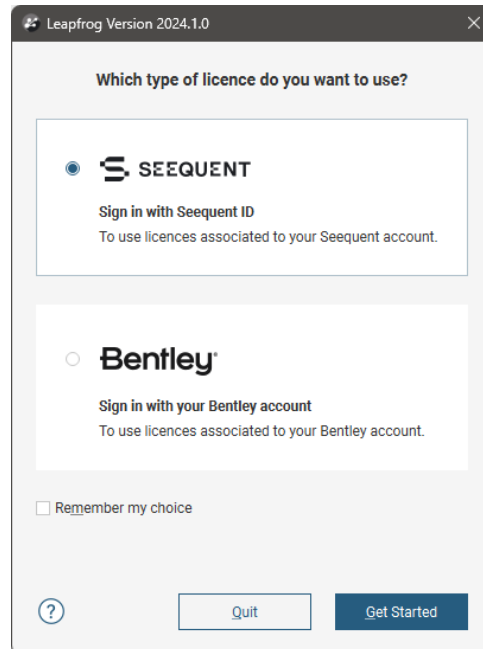 Leapfrog Version 2024.1.0
Which type of licence do you want to use?
SEEQUENT
Sign in with Seequent ID
To use licences associated to your Seequent account.
Bentley
Sign in with your Bentley account
To use licences associated to your Bentley account.
Remember my choice
? Quit Get Started